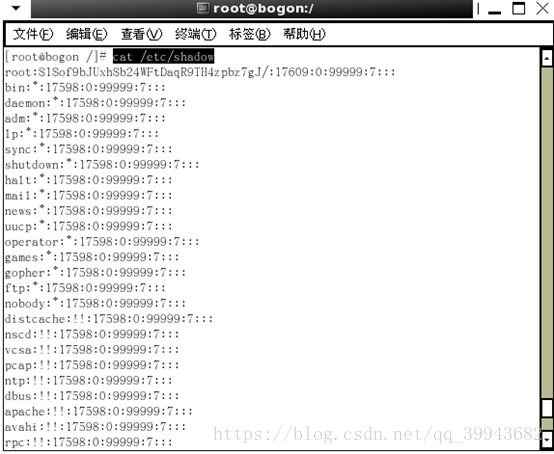 root@bogon:/
文件(F) 编辑(E) 查看(V) 终端(T) 标签(B) 帮助(H)
[root@bogon /]# cat /etc/shadow
root:S1Sof9bJUxhSb24WFtDaqR9TH4zpbz7gJ/:17609:0:99999:7:::
bin:*:17598:0:99999:7:::
daemon:*:17598:0:99999:7:::
adm:*:17598:0:99999:7:::
lp:*:17598:0:99999:7:::
sync:*:17598:0:99999:7:::
shutdown:*:17598:0:99999:7:::
halt:*:17598:0:99999:7:::
mail:*:17598:0:99999:7:::
news:*:17598:0:99999:7:::
uucp:*:17598:0:99999:7:::
operator:*:17598:0:99999:7:::
games:*:17598:0:99999:7:::
gopher:*:17598:0:99999:7:::
ftp:*:17598:0:99999:7:::
nobody:*:17598:0:99999:7:::
distcache:!!:17598:0:99999:7:::
nscd:!!:17598:0:99999:7:::
vcsa:!!:17598:0:99999:7:::
pcap:!!:17598:0:99999:7:::
ntp:!!:17598:0:99999:7:::
dbus:!!:17598:0:99999:7:::
apache:!!:17598:0:99999:7:::
avahi:!!:17598:0:99999:7:::
rpc:!!:17598:0:99999:7:::
https://blog.csdn.net/qq_39943682